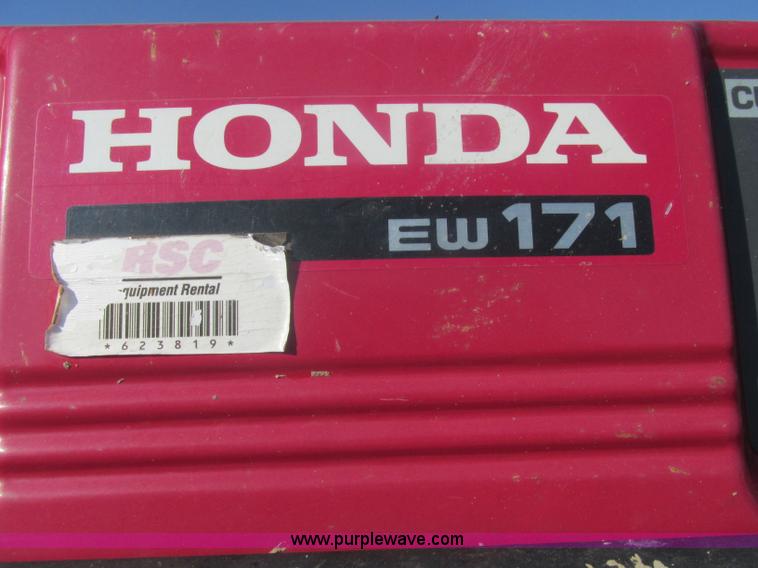 HONDA
EW 171
RSC
quipment Rental
*623819*
www.purplewave.com